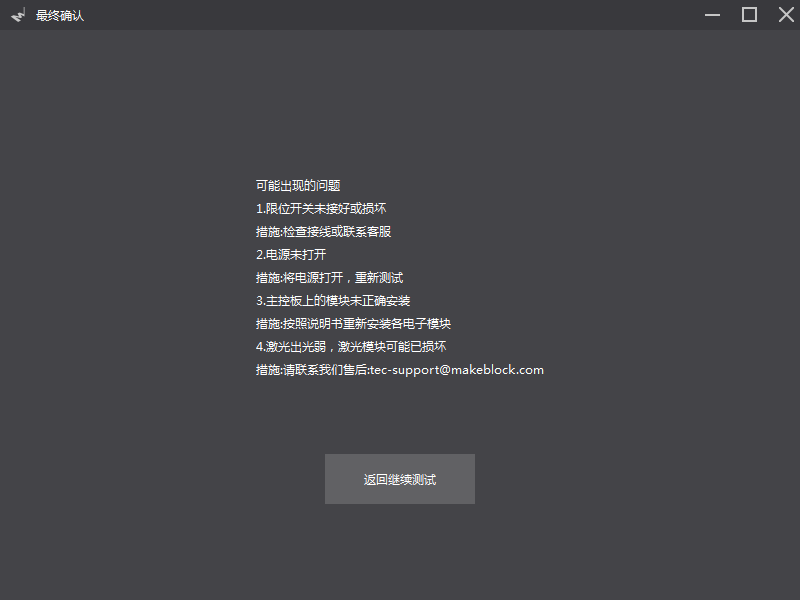 最终确认
可能出现的问题
1.限位开关未接好或损坏
措施:检查接线或联系客服
2.电源未打开
措施:将电源打开，重新测试
3.主控板上的模块未正确安装
措施:按照说明书重新安装各电子模块
4.激光出光弱，激光模块可能已损坏
措施:请联系我们售后:tec-support@makeblock.com
返回继续测试